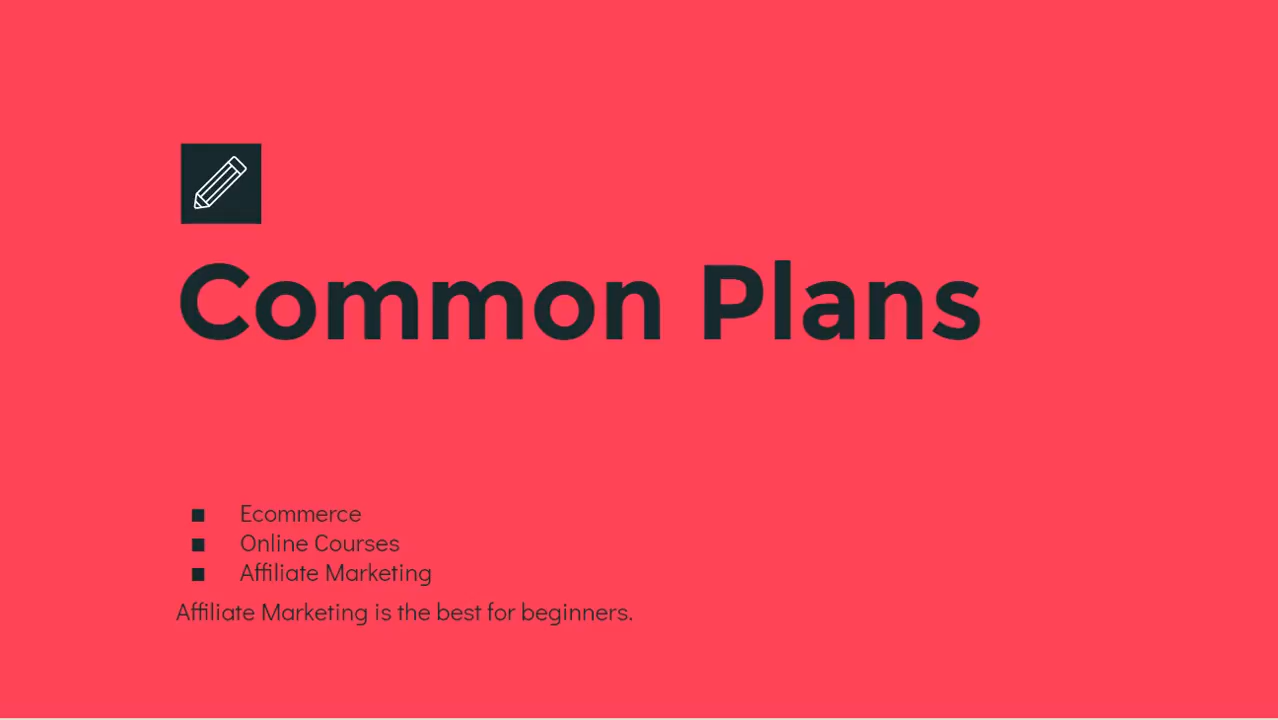 Common Plans
■ Ecommerce
■ Online Courses
■ Affiliate Marketing
Affiliate Marketing is the best for beginners.